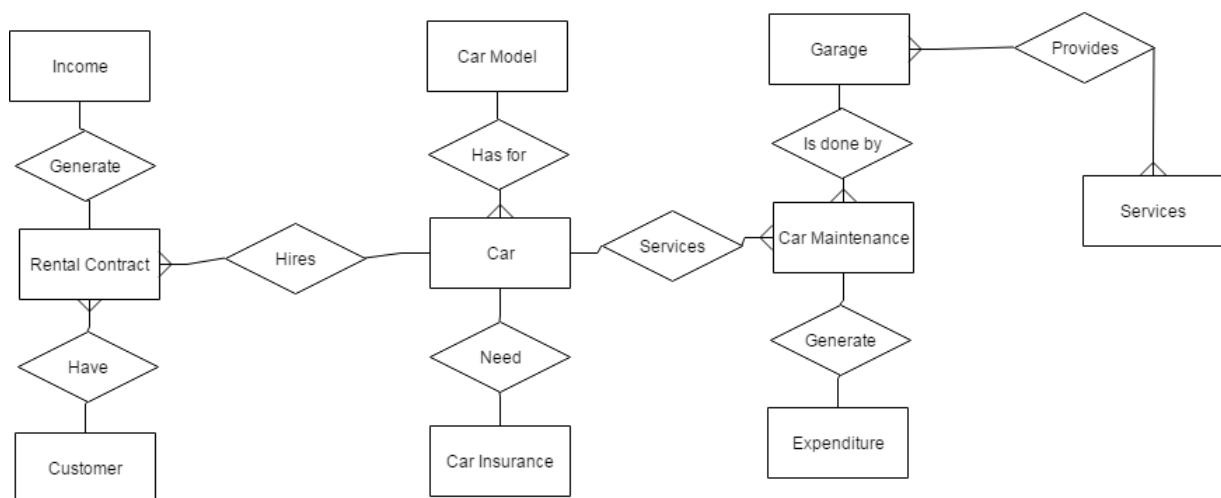 Income
Car Model
Garage
Provides
Generate
Has for
Is done by
Services
Rental Contract
Hires
Car
Services
Car Maintenance
Have
Need
Generate
Customer
Car Insurance
Expenditure